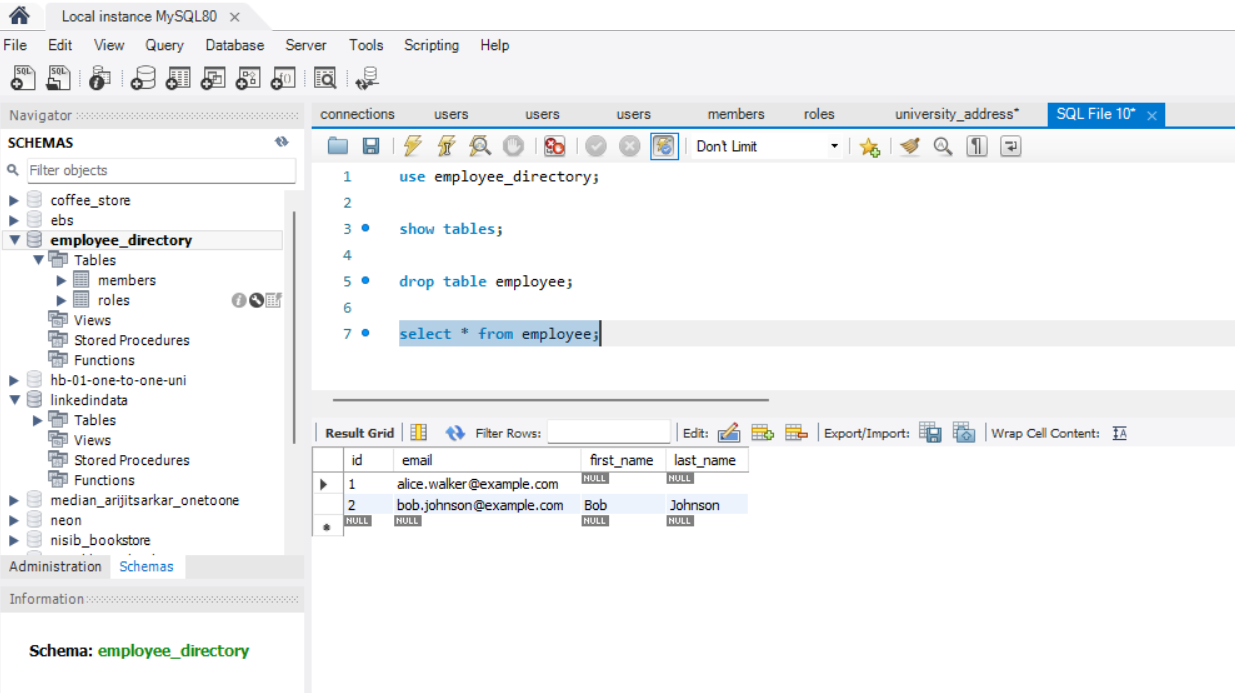 Local instance MySQL80 ×
File Edit View Query Database Server Tools Scripting Help
Navigator
SCHEMAS
Filter objects
coffee_store
ebs
employee_directory
Tables
members
roles
Views
Stored Procedures
Functions
hb-01-one-to-one-uni
linkedindata
Tables
Views
Stored Procedures
Functions
median_arijitsarkar_onetoone
neon
nisib_bookstore
Administration Schemas
Information
Schema: employee_directory
connections users users users members roles university_address* SQL File 10* ×
Don't Limit
1 use employee_directory;
2
3 show tables;
4
5 drop table employee;
6
7 select * from employee;
Result Grid Filter Rows: Edit: Export/Import: Wrap Cell Content:
id email first_name last_name
1 alice.walker@example.com NULL NULL
2 bob.johnson@example.com Bob Johnson
NULL NULL NULL NULL